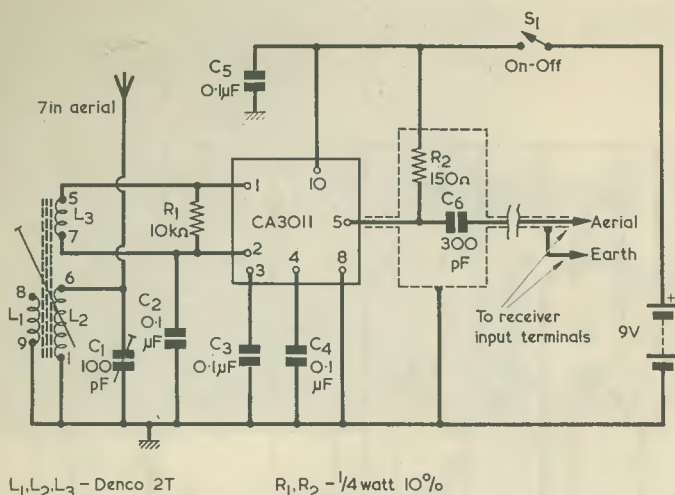 S1
On-Off
C5
0·1µF
7in aerial
R2
150Ω
C6
300
pF
5
L3
7
R1
10kΩ
1
10
CA3011
5
2
3
4
8
Aerial
Earth
To receiver
input terminals
+
9V
6
8
L1
9
L2
1
C1
100
pF
C2
0·1
µF
C3
0·1µF
C4
0·1
µF
L1,L2,L3 – Denco 2T
R1,R2 – 1/4 watt 10%